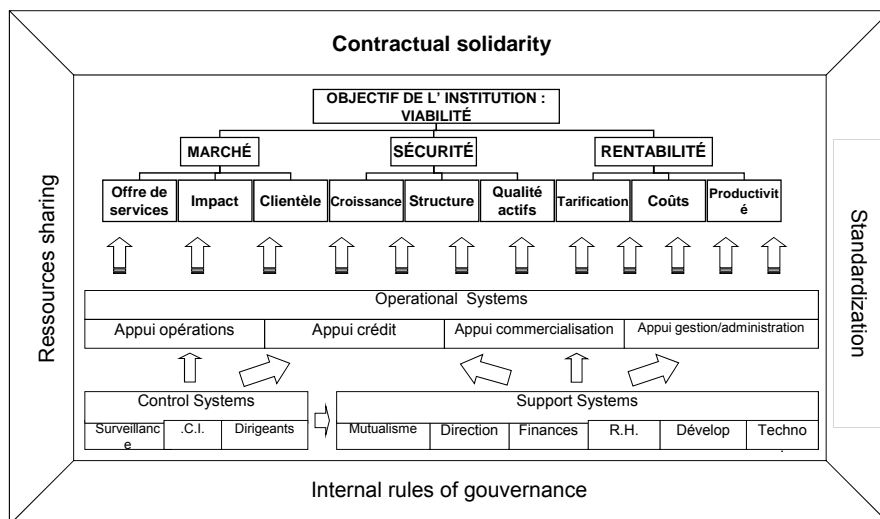 Contractual solidarity
OBJECTIF DE L' INSTITUTION :
VIABILITÉ
MARCHÉ
SÉCURITÉ
RENTABILITÉ
Offre de
services
Impact
Clientèle
Croissance
Structure
Qualité
actifs
Tarification
Coûts
Productivit
é
Ressources sharing
Standardization
Operational Systems
Appui opérations
Appui crédit
Appui commercialisation
Appui gestion/administration
Control Systems
Surveillanc
e
.C.I.
Dirigeants
Support Systems
Mutualisme
Direction
Finances
R.H.
Dévelop
Techno
.
Internal rules of gouvernance